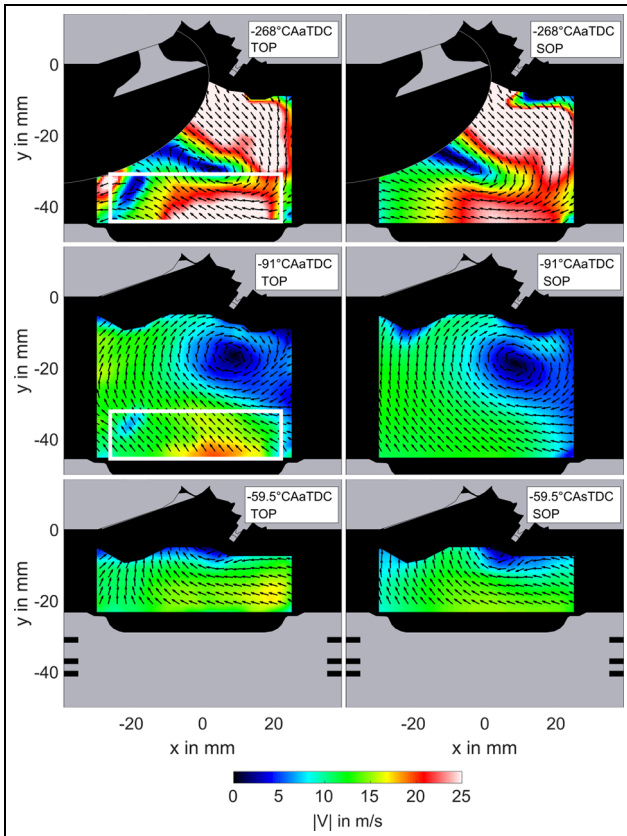 -268°CAaTDC
TOP
-268°CAaTDC
SOP
y in mm
0
-20
-40
-91°CAaTDC
TOP
-91°CAaTDC
SOP
y in mm
0
-20
-40
-59.5°CAaTDC
TOP
-59.5°CAsTDC
SOP
y in mm
0
-20
-40
-20 0 20
-20 0 20
x in mm
x in mm
0 5 10 15 20 25
|V| in m/s